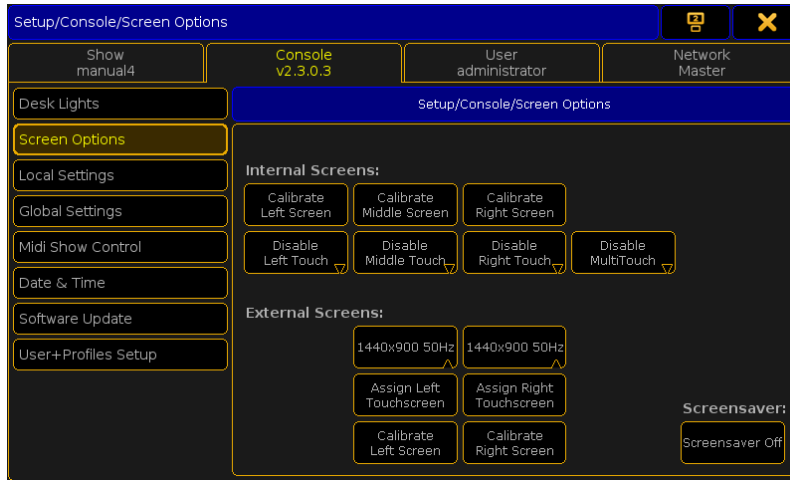 Setup/Console/Screen Options
2
Show
manual4
Console
v2.3.0.3
User
administrator
Network
Master
Desk Lights
Screen Options
Local Settings
Global Settings
Midi Show Control
Date & Time
Software Update
User+Profiles Setup
Setup/Console/Screen Options
Internal Screens:
Calibrate
Left Screen
Calibrate
Middle Screen
Calibrate
Right Screen
Disable
Left Touch
Disable
Middle Touch
Disable
Right Touch
Disable
MultiTouch
External Screens:
1440x900 50Hz
1440x900 50Hz
Assign Left
Touchscreen
Assign Right
Touchscreen
Calibrate
Left Screen
Calibrate
Right Screen
Screensaver:
Screensaver Off